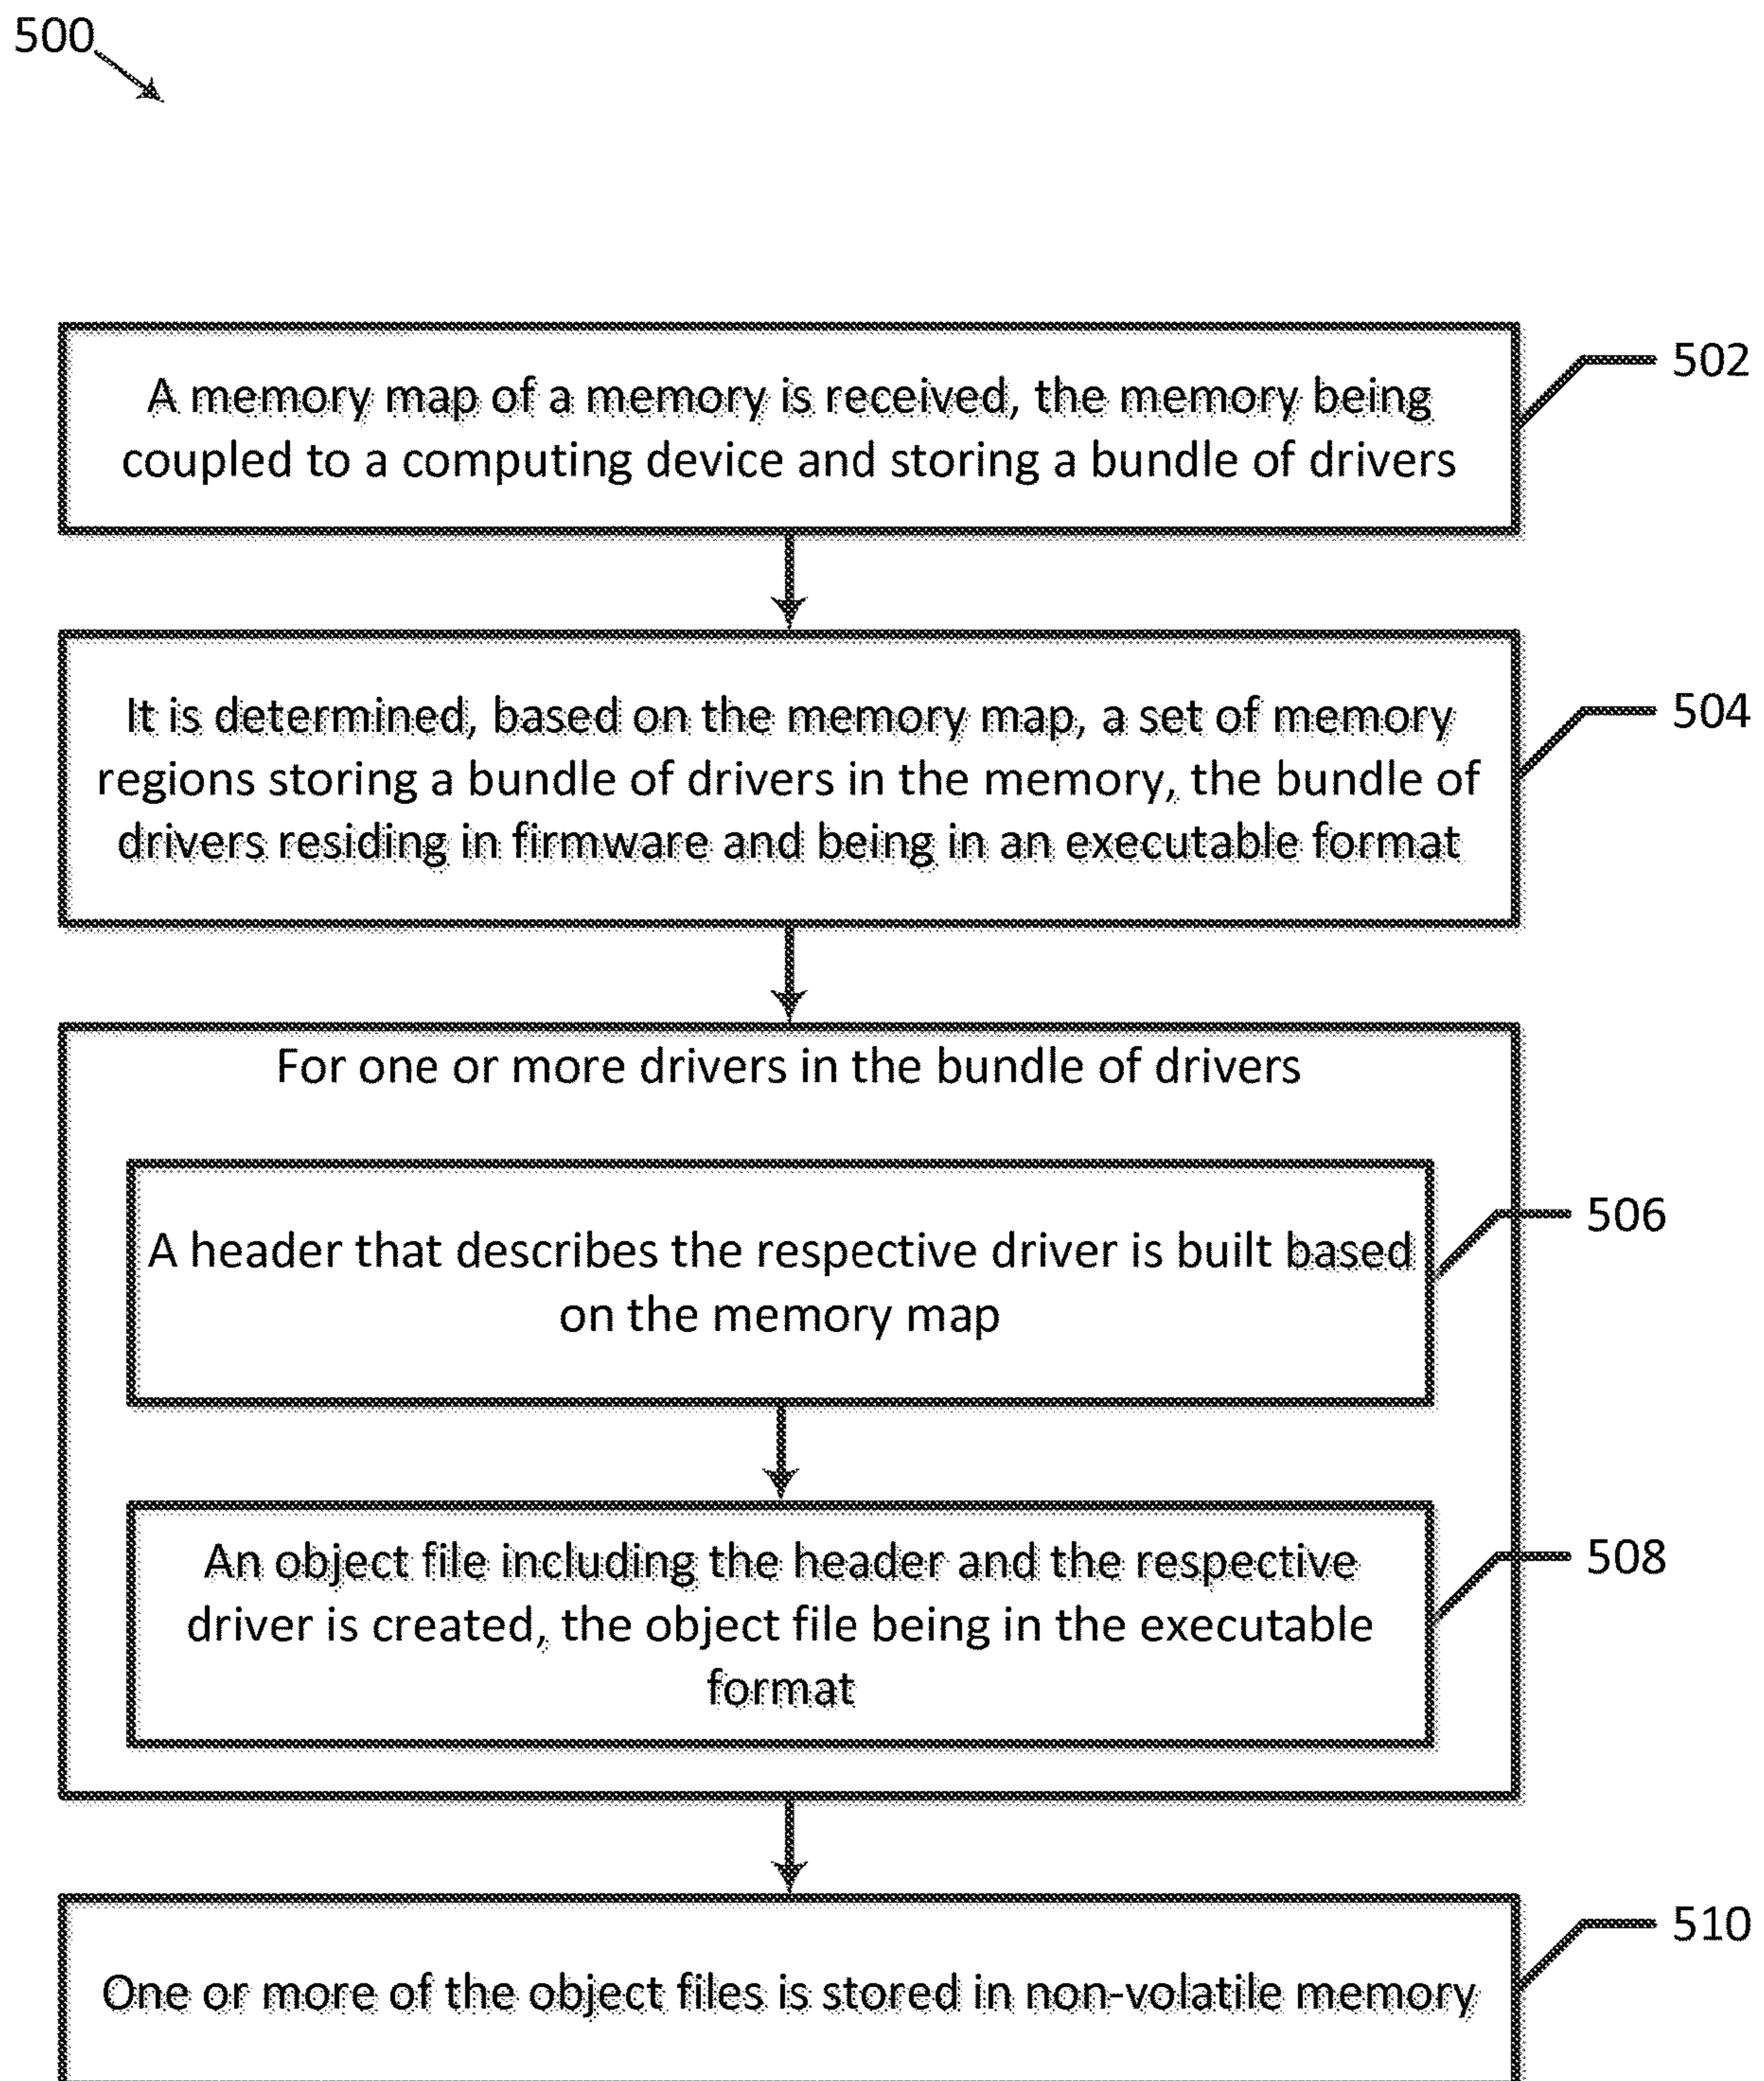 500
A memory map of a memory is received, the memory being
coupled to a computing device and storing a bundle of drivers
502
It is determined, based on the memory map, a set of memory
regions storing a bundle of drivers in the memory, the bundle of
drivers residing in firmware and being in an executable format
504
For one or more drivers in the bundle of drivers
A header that describes the respective driver is built based
on the memory map
506
An object file including the header and the respective
driver is created, the object file being in the executable
format
508
One or more of the object files is stored in non-volatile memory
510